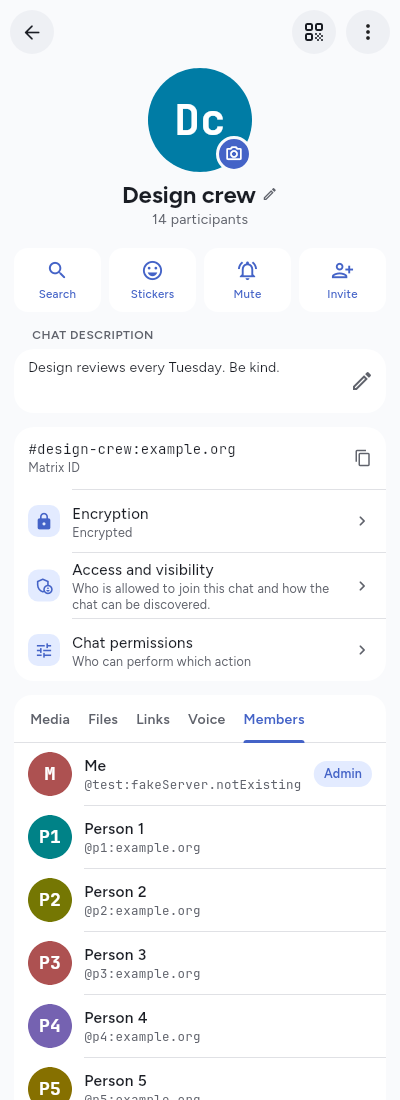 Dc
Design crew
14 participants
Search
Stickers
Mute
Invite
CHAT DESCRIPTION
Design reviews every Tuesday. Be kind.
#design-crew:example.org
Matrix ID
Encryption
Encrypted
Access and visibility
Who is allowed to join this chat and how the
chat can be discovered.
Chat permissions
Who can perform which action
Media
Files
Links
Voice
Members
M
Me
@test:fakeServer.notExisting
Admin
P1
Person 1
@p1:example.org
P2
Person 2
@p2:example.org
P3
Person 3
@p3:example.org
P4
Person 4
@p4:example.org
P5
Person 5
@p5:example.org